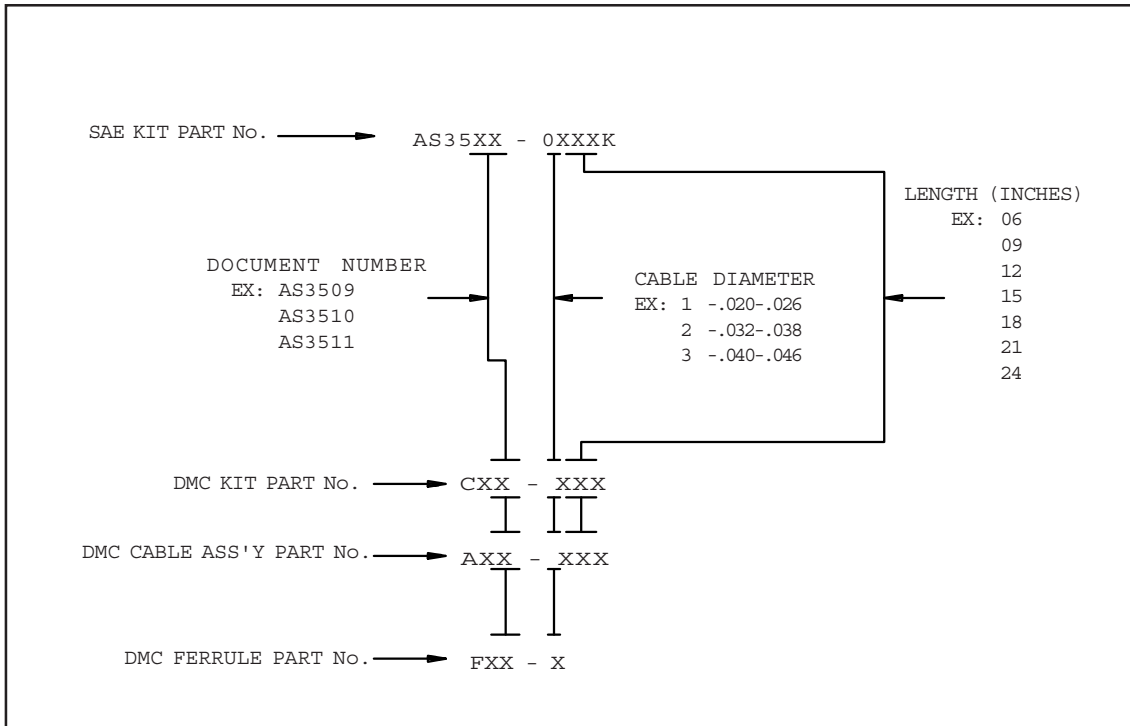 SAE KIT PART No.
AS35XX - 0XXXK
LENGTH (INCHES)
EX: 06
09
12
15
18
21
24
DOCUMENT NUMBER
EX: AS3509
AS3510
AS3511
CABLE DIAMETER
EX: 1 -.020-.026
2 -.032-.038
3 -.040-.046
DMC KIT PART No.
CXX - XXX
DMC CABLE ASS'Y PART No.
AXX - XXX
DMC FERRULE PART No.
FXX - X